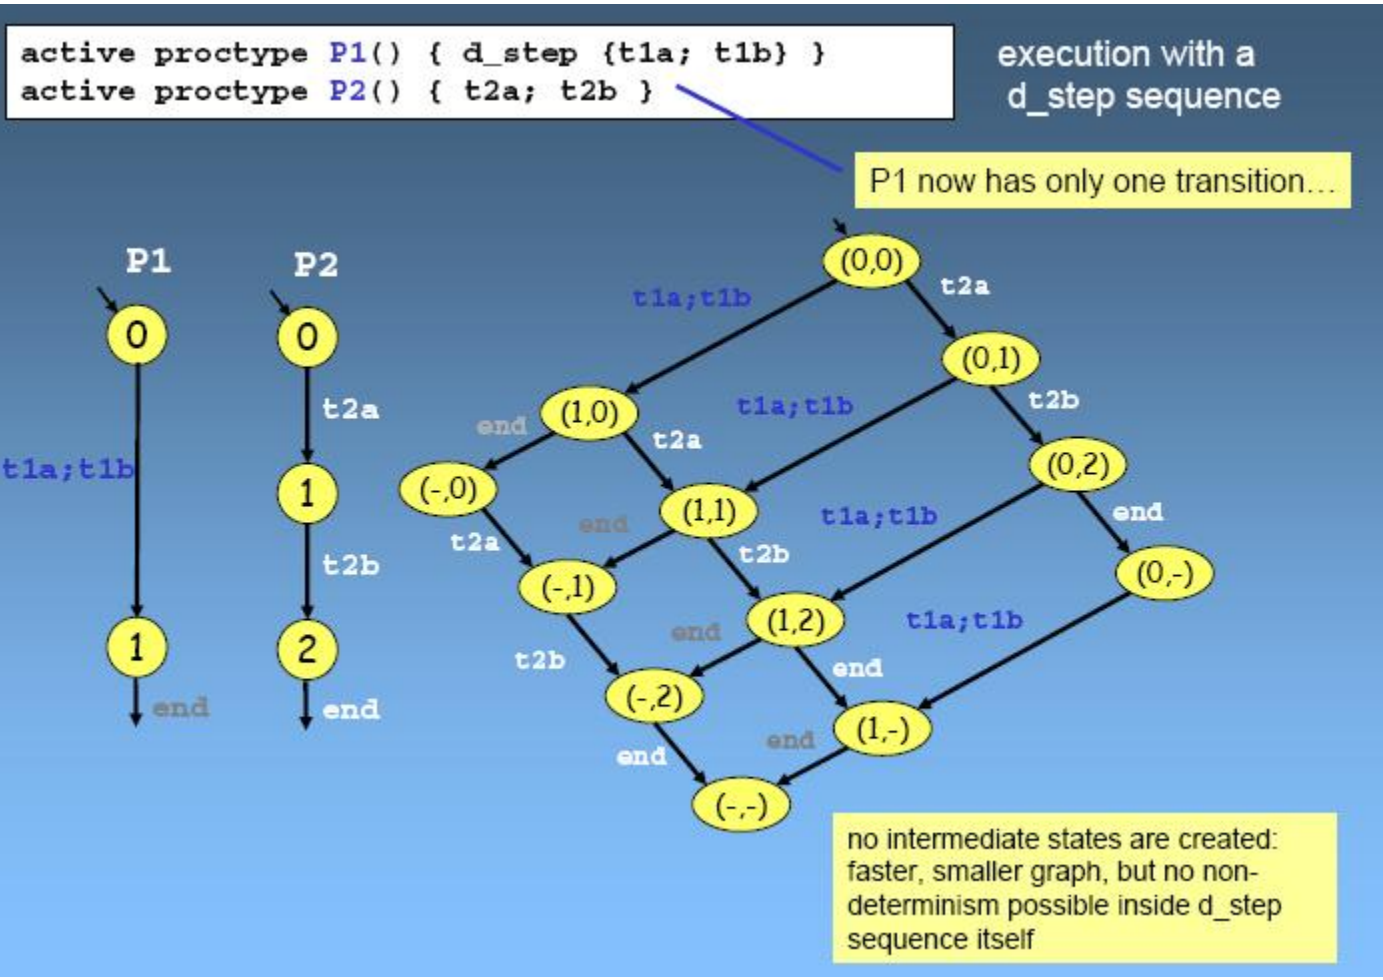 active proctype P1() { d_step {t1a; t1b} }
active proctype P2() { t2a; t2b }
execution with a
d_step sequence
P1 now has only one transition...
P1
P2
0
0
t2a
t1a;t1b
1
t2b
1
2
end
end
(0,0)
t1a;t1b
t2a
(0,1)
(1,0)
t1a;t1b
t2b
end
t2a
(0,2)
(-,0)
(1,1)
t1a;t1b
end
t2a
end
t2b
(0,-)
(-,1)
(1,2)
t1a;t1b
end
t2b
end
(-,2)
(1,-)
end
end
(-,-)
no intermediate states are created:
faster, smaller graph, but no non-
determinism possible inside d_step
sequence itself